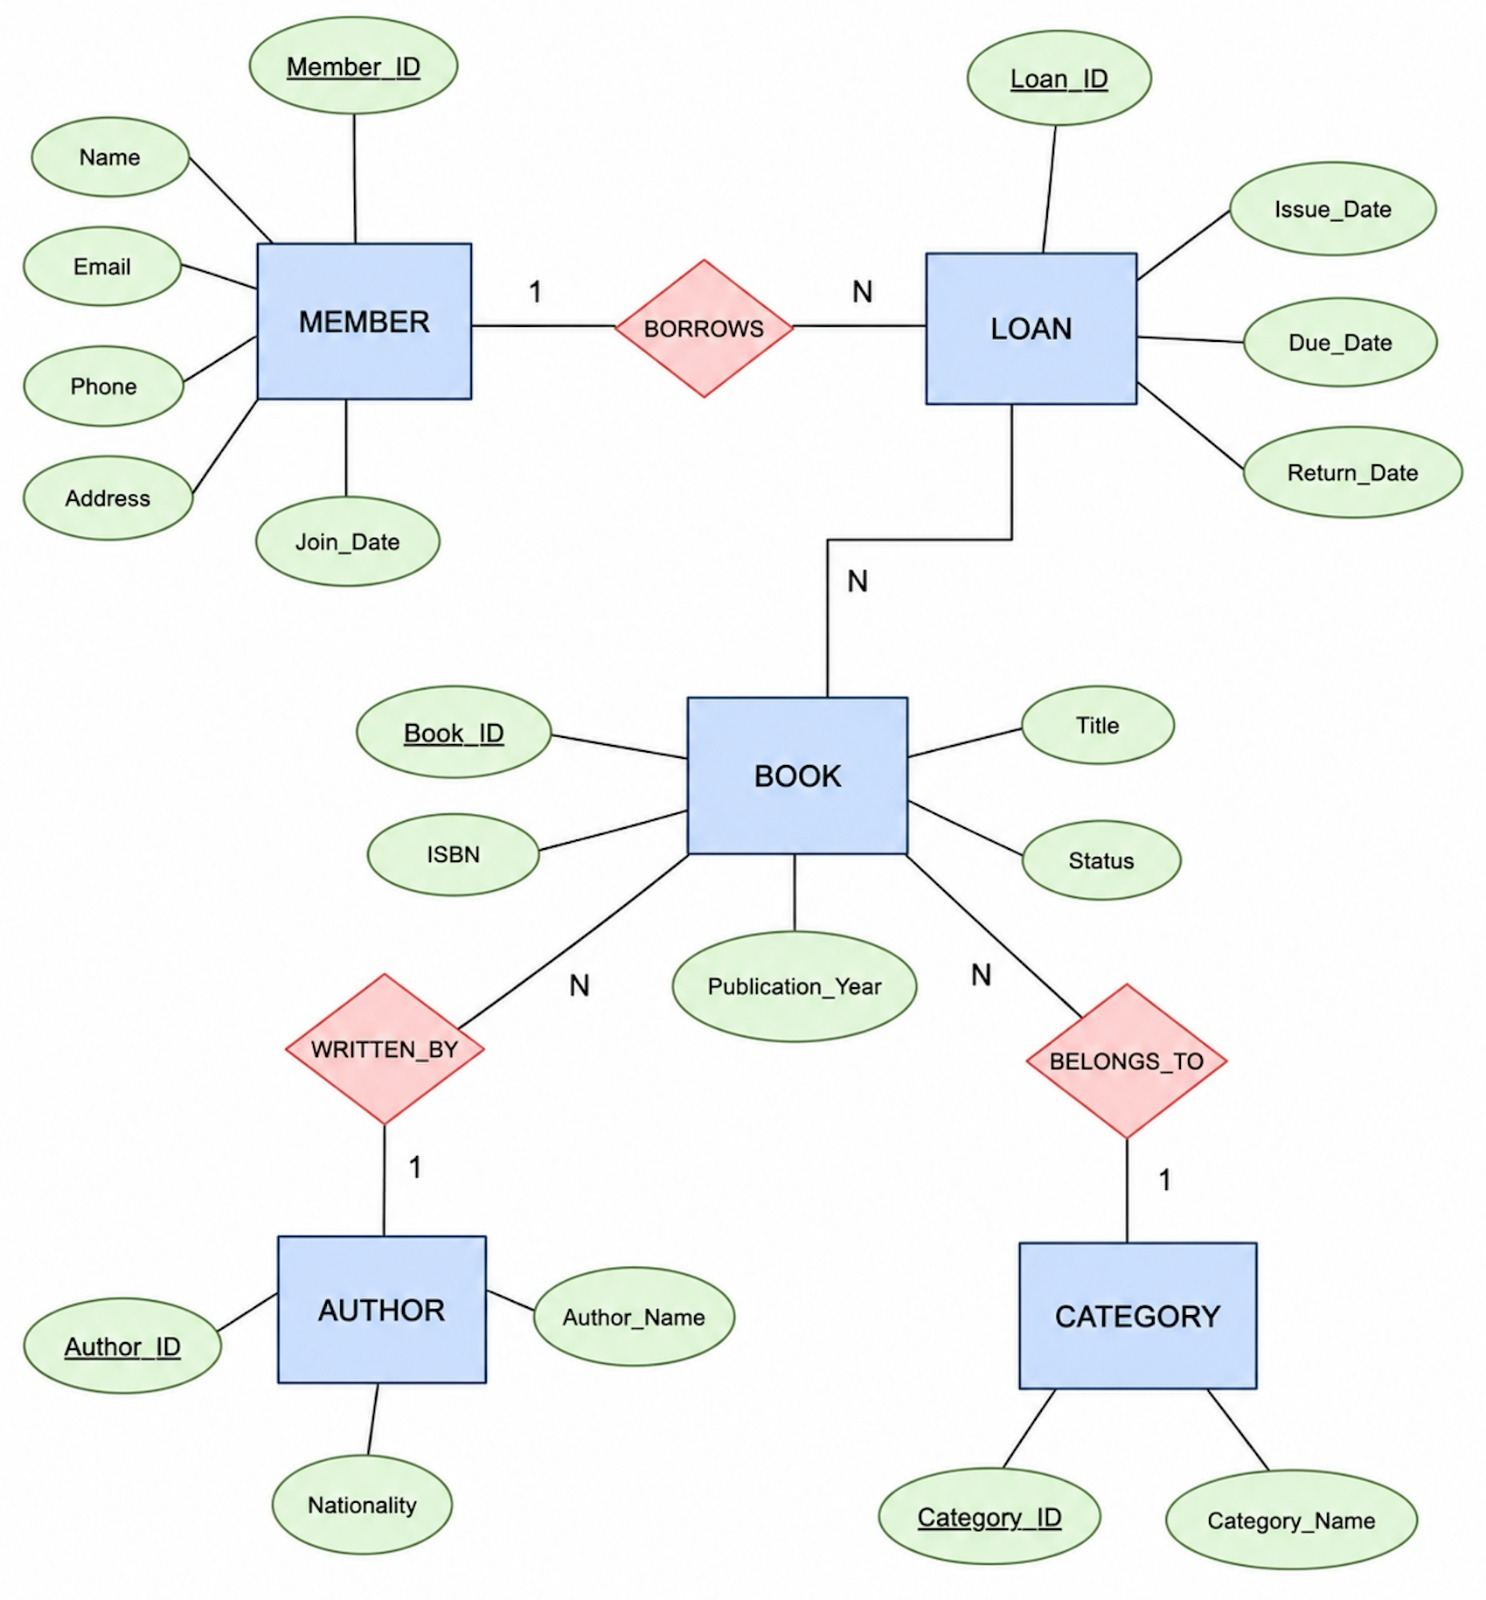 Member_ID
Loan_ID
Name
Issue_Date
Email
MEMBER
1
BORROWS
N
LOAN
Due_Date
Phone
Address
Return_Date
Join_Date
N
Book_ID
BOOK
Title
ISBN
Status
N
Publication_Year
N
WRITTEN_BY
BELONGS_TO
1
1
AUTHOR
Author_Name
CATEGORY
Author_ID
Nationality
Category_ID
Category_Name